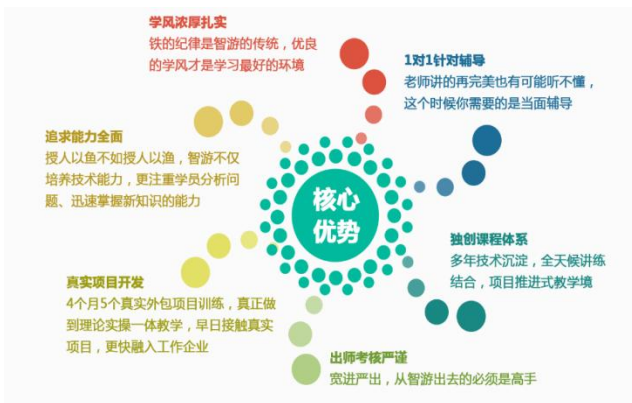 学风浓厚扎实
铁的纪律是智游的传统，优良
的学风才是学习最好的环境
1对1针对辅导
老师讲的再完美也有可能听不懂，
这个时候你需要的是当面辅导
追求能力全面
授人以鱼不如授人以渔，智游不仅
培养技术能力，更注重学员分析问
题、迅速掌握新知识的能力
核心
优势
独创课程体系
多年技术沉淀，全天候讲练
结合，项目推进式教学境
真实项目开发
4个月5个真实外包项目训练，真正做
到理论实操一体教学，早日接触真实
项目，更快融入工作企业
出师考核严谨
宽进严出，从智游出去的必须是高手